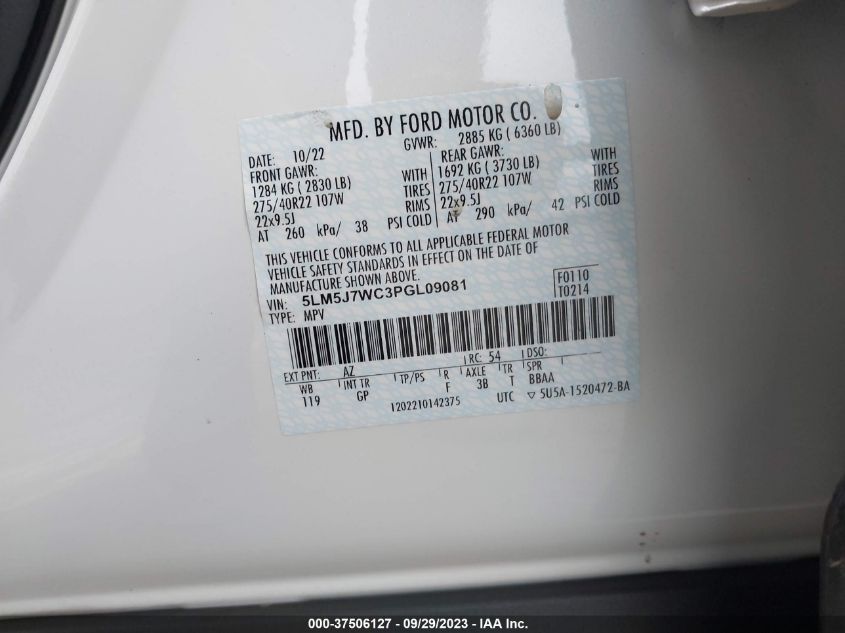 MFD. BY FORD MOTOR CO.
DATE: 10/22 GVWR: 2885 KG ( 6360 LB)
FRONT GAWR: REAR GAWR:
1284 KG ( 2830 LB) WITH 1692 KG ( 3730 LB) WITH
275/40R22 107W TIRES 275/40R22 107W TIRES
22x9.5J RIMS 22x9.5J RIMS
AT 260 kPa/ 38 PSI COLD AT 290 kPa/ 42 PSI COLD
THIS VEHICLE CONFORMS TO ALL APPLICABLE FEDERAL MOTOR
VEHICLE SAFETY STANDARDS IN EFFECT ON THE DATE OF
MANUFACTURE SHOWN ABOVE.
VIN: 5LM5J7WC3PGL09081 F0110
TYPE: MPV T0214
EXT PNT: AZ RC: 54 DSO:
WB INT TR TP/PS R AXLE TR SPR
119 GP F 3B T BBAA
1202210142375 UTC ▽ 5U5A-1520472-BA
000-37506127 - 09/29/2023 - IAA Inc.